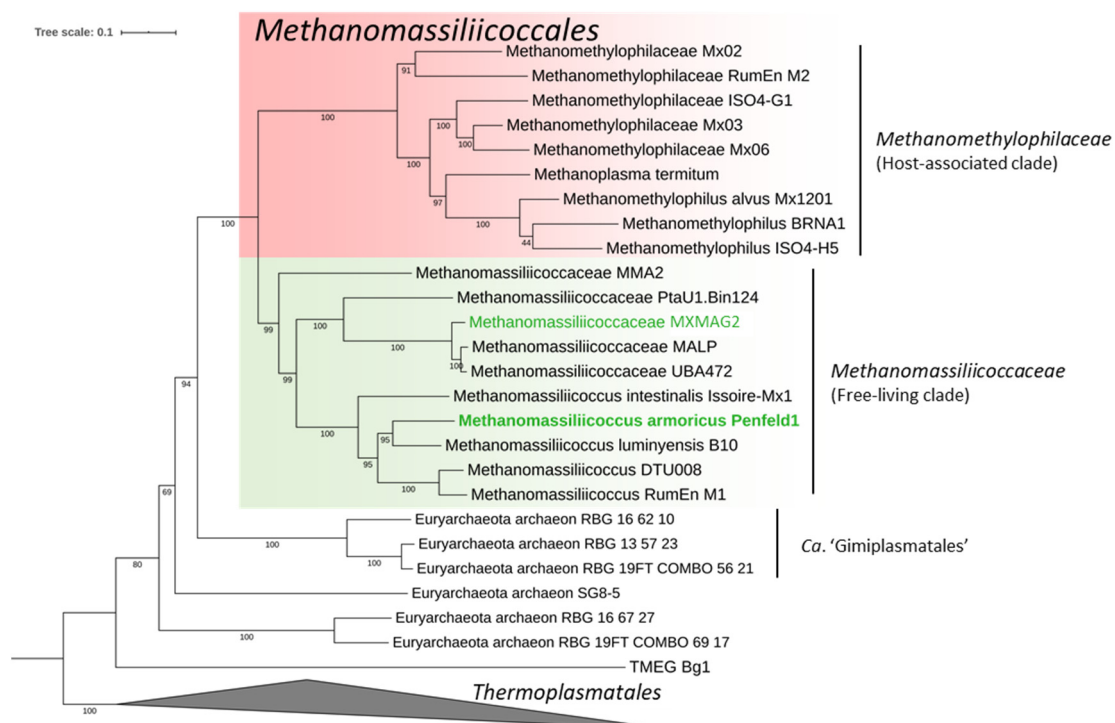 Tree scale: 0.1
Methanomassiliicoccales
Methanomethylophilaceae Mx02
91
Methanomethylophilaceae RumEn M2
Methanomethylophilaceae ISO4-G1
100
100
Methanomethylophilaceae Mx03
100
Methanomethylophilaceae Mx06
Methanomethylophilaceae
(Host-associated clade)
100
Methanoplasma termitum
97
Methanomethylophilus alvus Mx1201
100
Methanomethylophilus BRNA1
100
44
Methanomethylophilus ISO4-H5
Methanomassiliicoccaceae MMA2
Methanomassiliicoccaceae PtaU1.Bin124
99
100
Methanomassiliicoccaceae MXMAG2
100
Methanomassiliicoccaceae MALP
100
Methanomassiliicoccaceae UBA472
Methanomassiliicoccaceae
(Free-living clade)
99
94
Methanomassiliicoccus intestinalis Issoire-Mx1
Methanomassiliicoccus armoricus Penfeld1
100
95
Methanomassiliicoccus luminyensis B10
95
Methanomassiliicoccus DTU008
100
Methanomassiliicoccus RumEn M1
69
Euryarchaeota archaeon RBG 16 62 10
100
Euryarchaeota archaeon RBG 13 57 23
Ca. ‘Gimiplasmatales’
100
Euryarchaeota archaeon RBG 19FT COMBO 56 21
80
Euryarchaeota archaeon SG8-5
Euryarchaeota archaeon RBG 16 67 27
100
Euryarchaeota archaeon RBG 19FT COMBO 69 17
TMEG Bg1
Thermoplasmatales
100